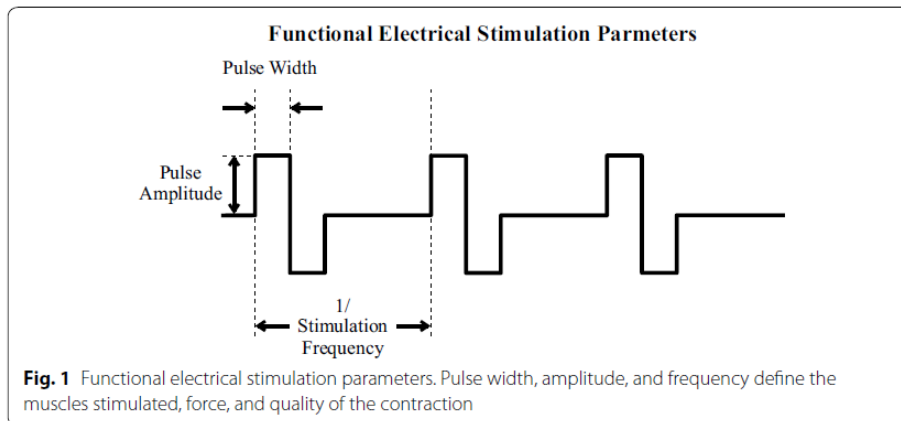 Functional Electrical Stimulation Parmeters
Pulse Width
Pulse
Amplitude
1/
Stimulation
Frequency
Fig. 1 Functional electrical stimulation parameters. Pulse width, amplitude, and frequency define the
muscles stimulated, force, and quality of the contraction